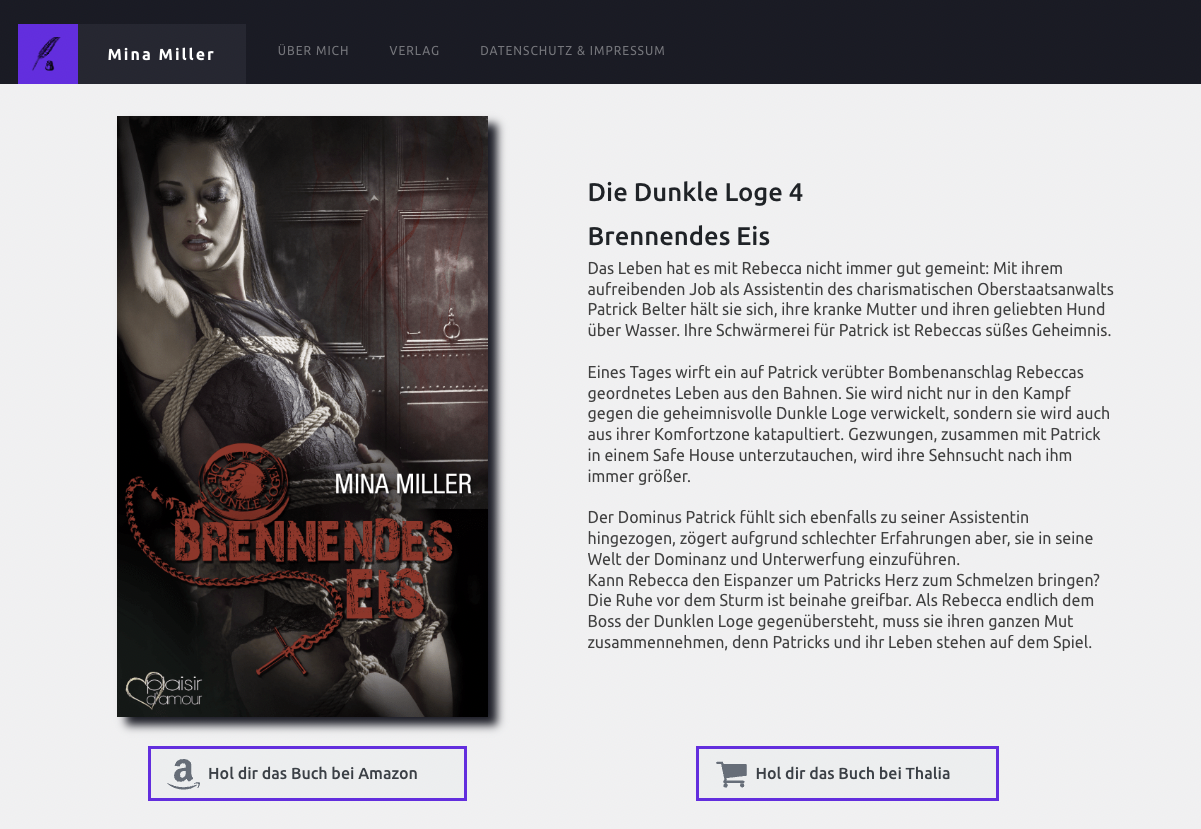 Mina Miller
ÜBER MICH
VERLAG
DATENSCHUTZ & IMPRESSUM
DIE DUNKLE LOGE
MINA MILLER
BRENNENDES
EIS
plaisir
d'amour
Die Dunkle Loge 4
Brennendes Eis
Das Leben hat es mit Rebecca nicht immer gut gemeint: Mit ihrem
aufreibenden Job als Assistentin des charismatischen Oberstaatsanwalts
Patrick Belter hält sie sich, ihre kranke Mutter und ihren geliebten Hund
über Wasser. Ihre Schwärmerei für Patrick ist Rebeccas süßes Geheimnis.
Eines Tages wirft ein auf Patrick verübter Bombenanschlag Rebeccas
geordnetes Leben aus den Bahnen. Sie wird nicht nur in den Kampf
gegen die geheimnisvolle Dunkle Loge verwickelt, sondern sie wird auch
aus ihrer Komfortzone katapultiert. Gezwungen, zusammen mit Patrick
in einem Safe House unterzutauchen, wird ihre Sehnsucht nach ihm
immer größer.
Der Dominus Patrick fühlt sich ebenfalls zu seiner Assistentin
hingezogen, zögert aufgrund schlechter Erfahrungen aber, sie in seine
Welt der Dominanz und Unterwerfung einzuführen.
Kann Rebecca den Eispanzer um Patricks Herz zum Schmelzen bringen?
Die Ruhe vor dem Sturm ist beinahe greifbar. Als Rebecca endlich dem
Boss der Dunklen Loge gegenübersteht, muss sie ihren ganzen Mut
zusammennehmen, denn Patricks und ihr Leben stehen auf dem Spiel.
Hol dir das Buch bei Amazon
Hol dir das Buch bei Thalia